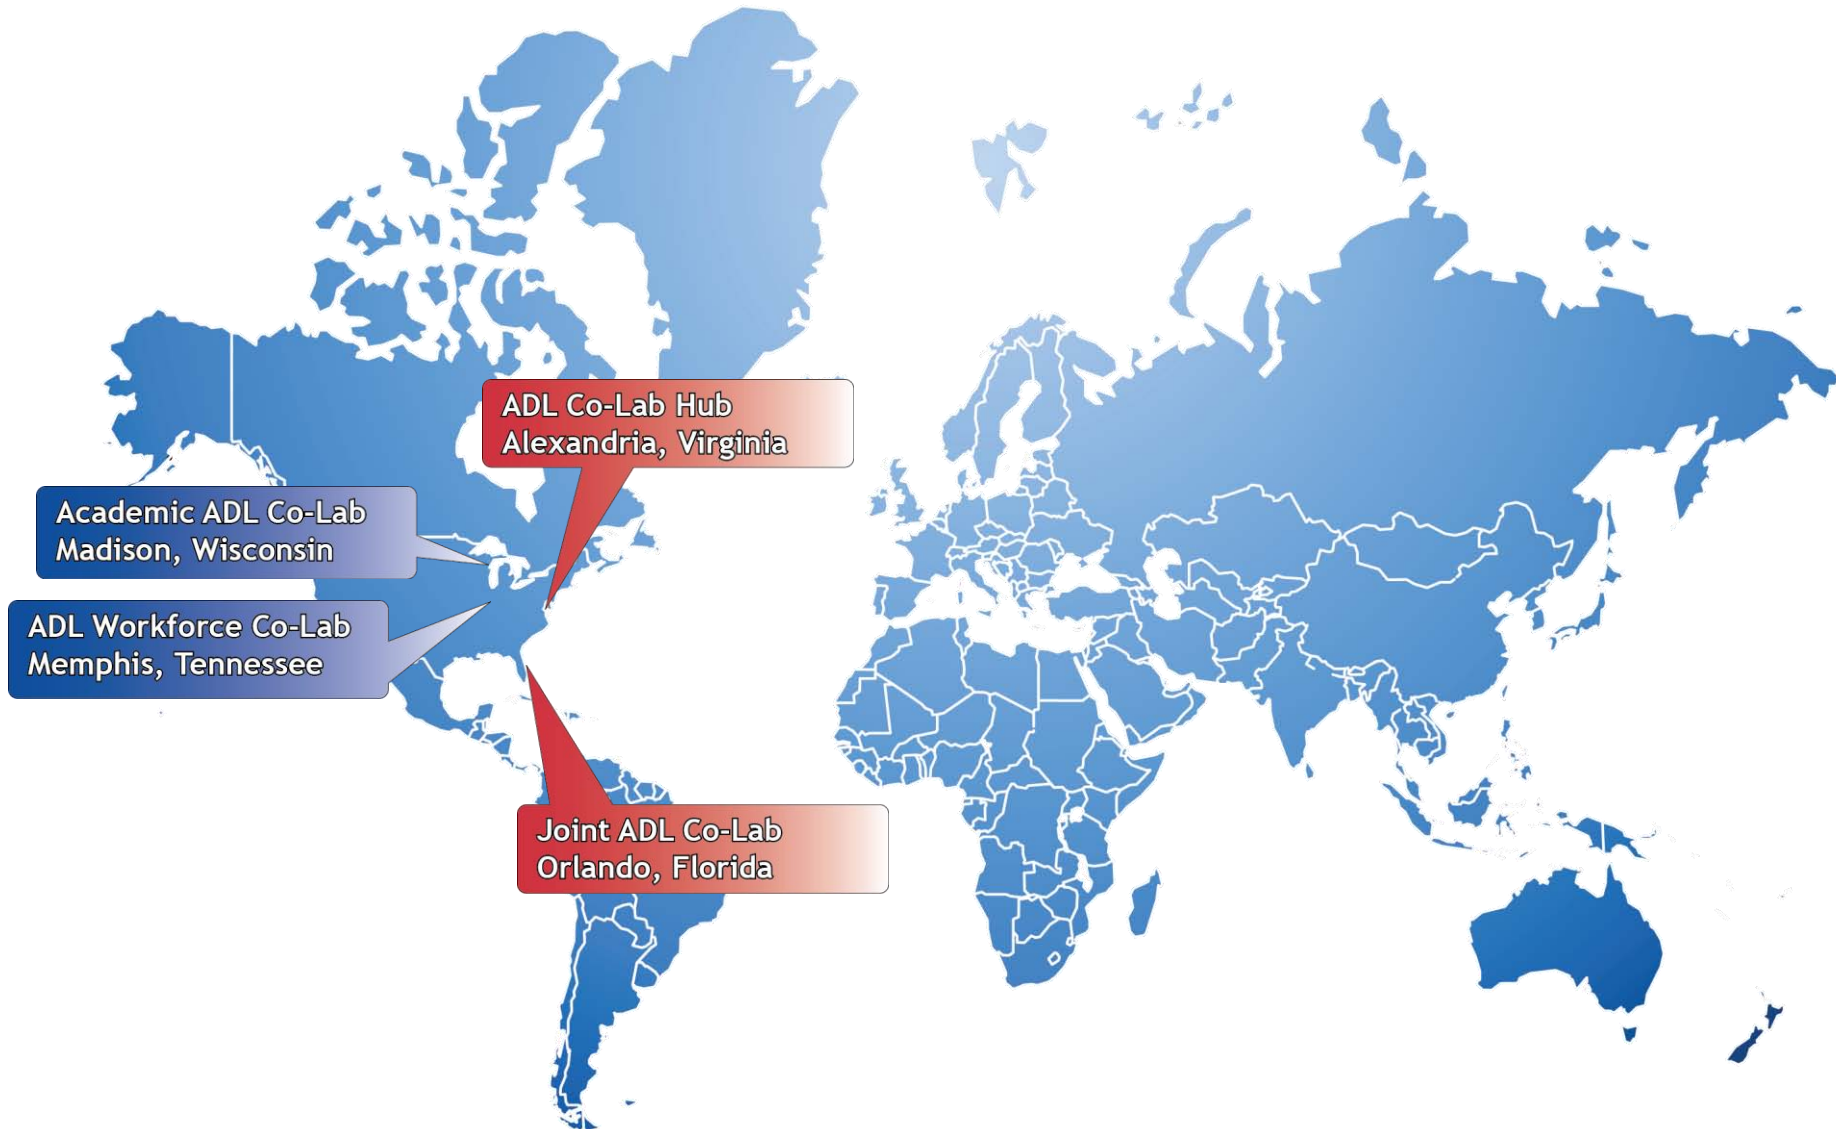 ADL Co-Lab Hub
Alexandria, Virginia
Academic ADL Co-Lab
Madison, Wisconsin
ADL Workforce Co-Lab
Memphis, Tennessee
Joint ADL Co-Lab
Orlando, Florida